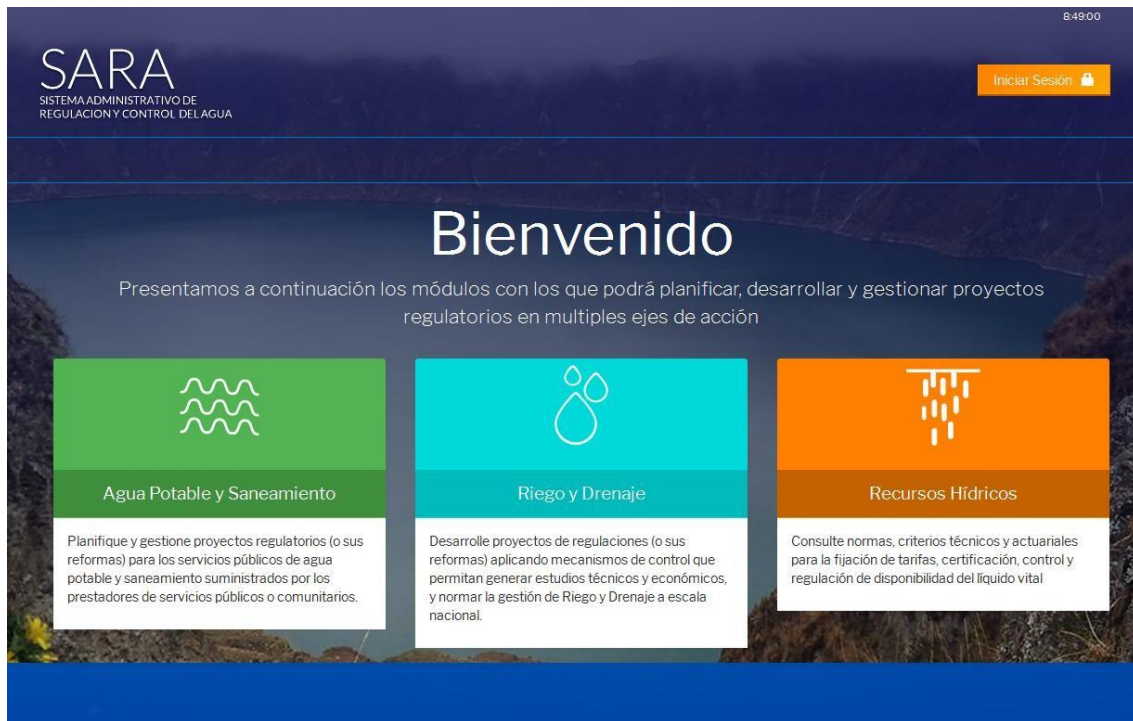 8:49:00
SARA
SISTEMA ADMINISTRATIVO DE
REGULACION Y CONTROL DEL AGUA
Iniciar Sesión
Bienvenido
Presentamos a continuación los módulos con los que podrá planificar, desarrollar y gestionar proyectos
regulatorios en multiples ejes de acción
Agua Potable y Saneamiento
Planifique y gestione proyectos regulatorios (o sus
reformas) para los servicios públicos de agua
potable y saneamiento suministrados por los
prestadores de servicios públicos o comunitarios.
Riego y Drenaje
Desarrolle proyectos de regulaciones (o sus
reformas) aplicando mecanismos de control que
permitan generar estudios técnicos y económicos,
y normar la gestión de Riego y Drenaje a escala
nacional.
Recursos Hídricos
Consulte normas, criterios técnicos y actuariales
para la fijación de tarifas, certificación, control y
regulación de disponibilidad del líquido vital